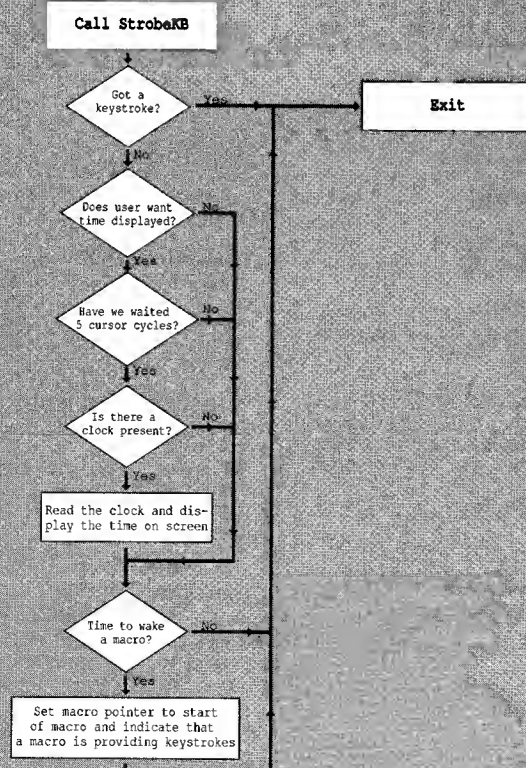 Call StrobeKB
Got a
keystroke?
Yes
Exit
No
Does user want
time displayed?
No
Yes
Have we waited
5 cursor cycles?
No
Yes
Is there a
clock present?
No
Yes
Read the clock and dis-
play the time on screen
Time to wake
a macro?
No
Yes
Set macro pointer to start
of macro and indicate that
a macro is providing keystrokes